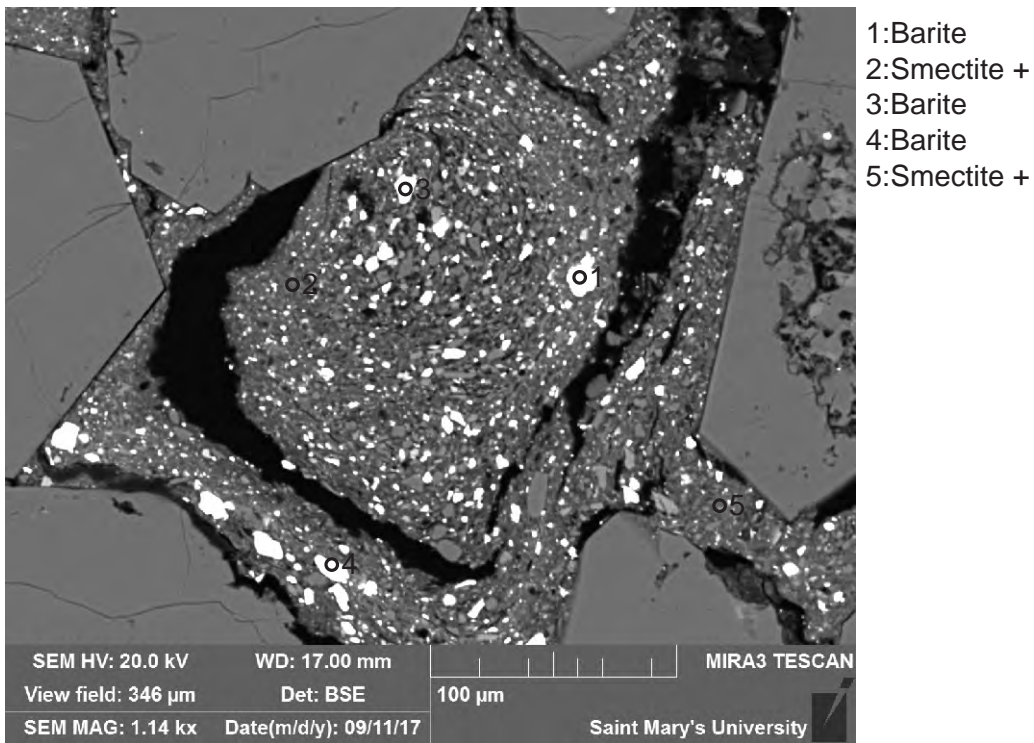 1:Barite
2:Smectite +
3:Barite
4:Barite
5:Smectite +
3
1
2
5
4
SEM HV: 20.0 kV WD: 17.00 mm MIRA3 TESCAN
View field: 346 µm Det: BSE 100 µm
SEM MAG: 1.14 kx Date(m/d/y): 09/11/17 Saint Mary's University